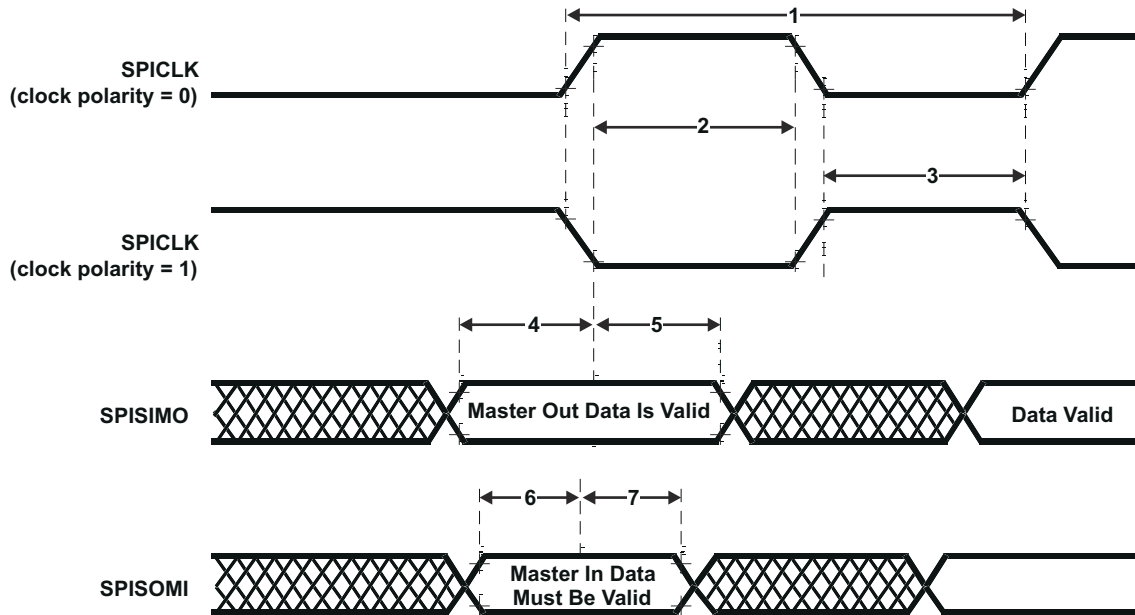 1
SPICLK
(clock polarity = 0)
2
3
SPICLK
(clock polarity = 1)
4
5
SPISIMO
Master Out Data Is Valid
Data Valid
6
7
SPISOMI
Master In Data
Must Be Valid